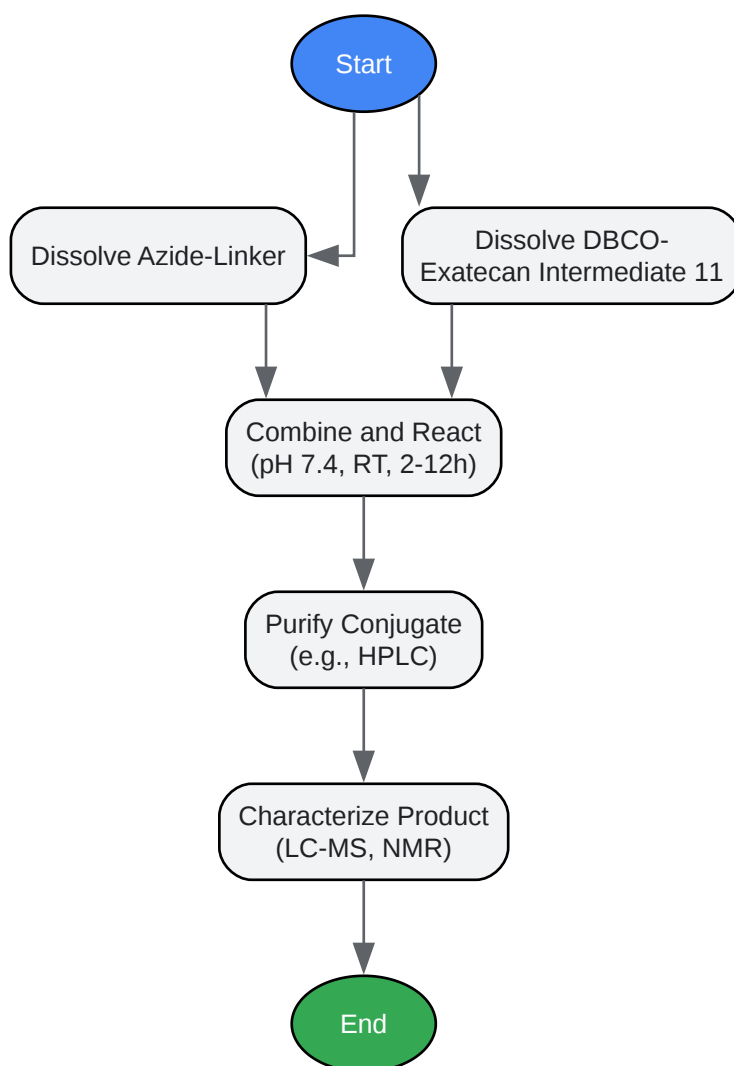 Start
Dissolve Azide-Linker
Dissolve DBCO-
Exatecan Intermediate 11
Combine and React
(pH 7.4, RT, 2-12h)
Purify Conjugate
(e.g., HPLC)
Characterize Product
(LC-MS, NMR)
End